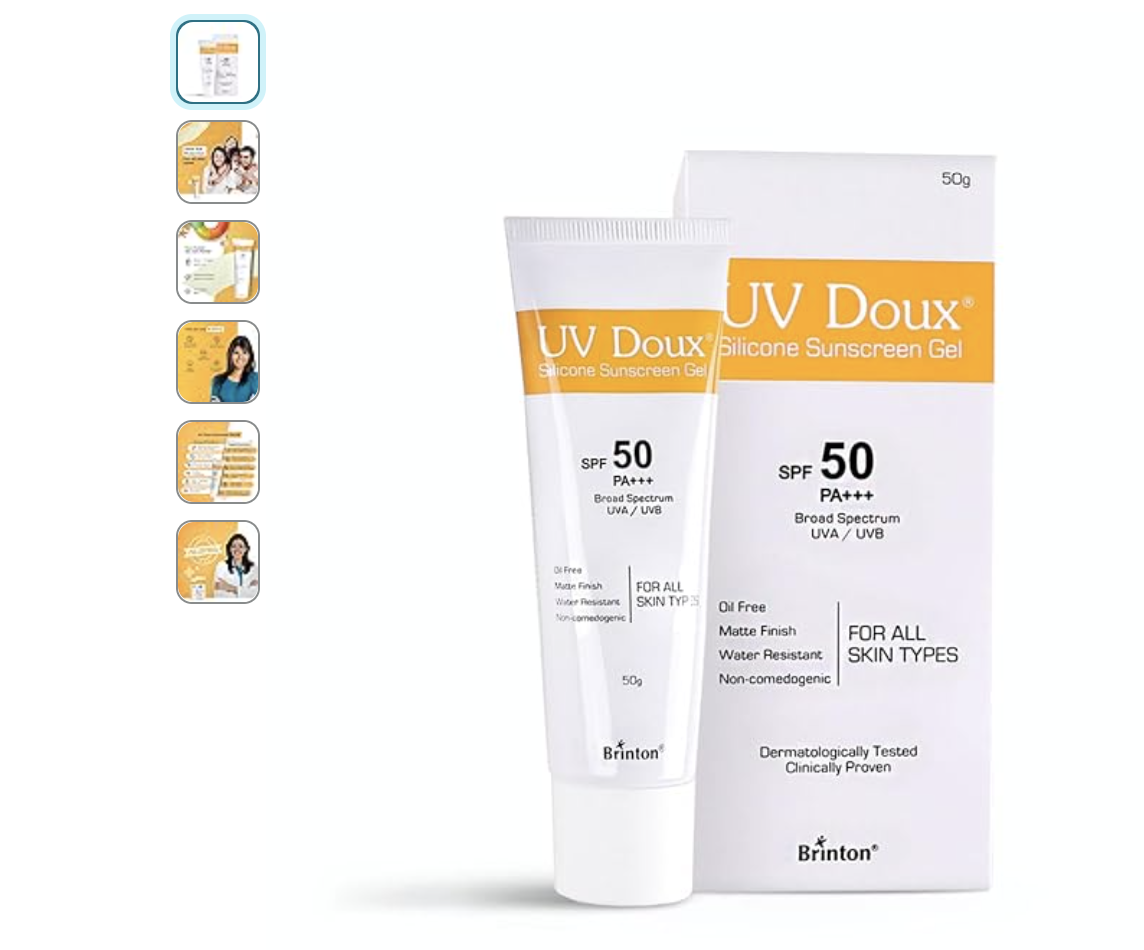 50g
UV Doux®
Silicone Sunscreen Gel
SPF 50
PA+++
Broad Spectrum
UVA / UVB
Oil Free
Matte Finish
Water Resistant
Non-comedogenic
FOR ALL
SKIN TYPES
Dermatologically Tested
Clinically Proven
Brinton®
UV Doux®
Silicone Sunscreen Gel
SPF 50
PA+++
Broad Spectrum
UVA / UVB
Oil Free
Matte Finish
Water Resistant
Non-comedogenic
FOR ALL
SKIN TYPES
50g
Brinton®